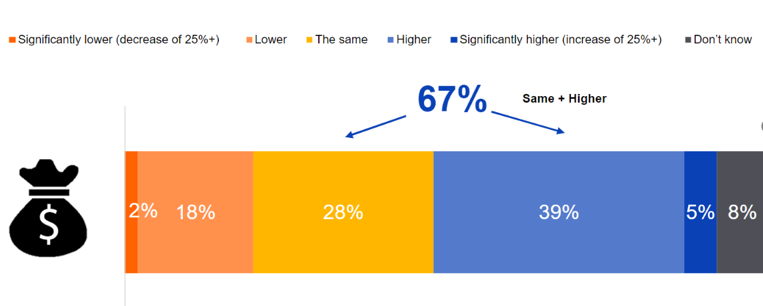 Significantly lower (decrease of 25%+) Lower The same Higher Significantly higher (increase of 25%+) Don't know
67% Same + Higher
2% 18% 28% 39% 5% 8%
$